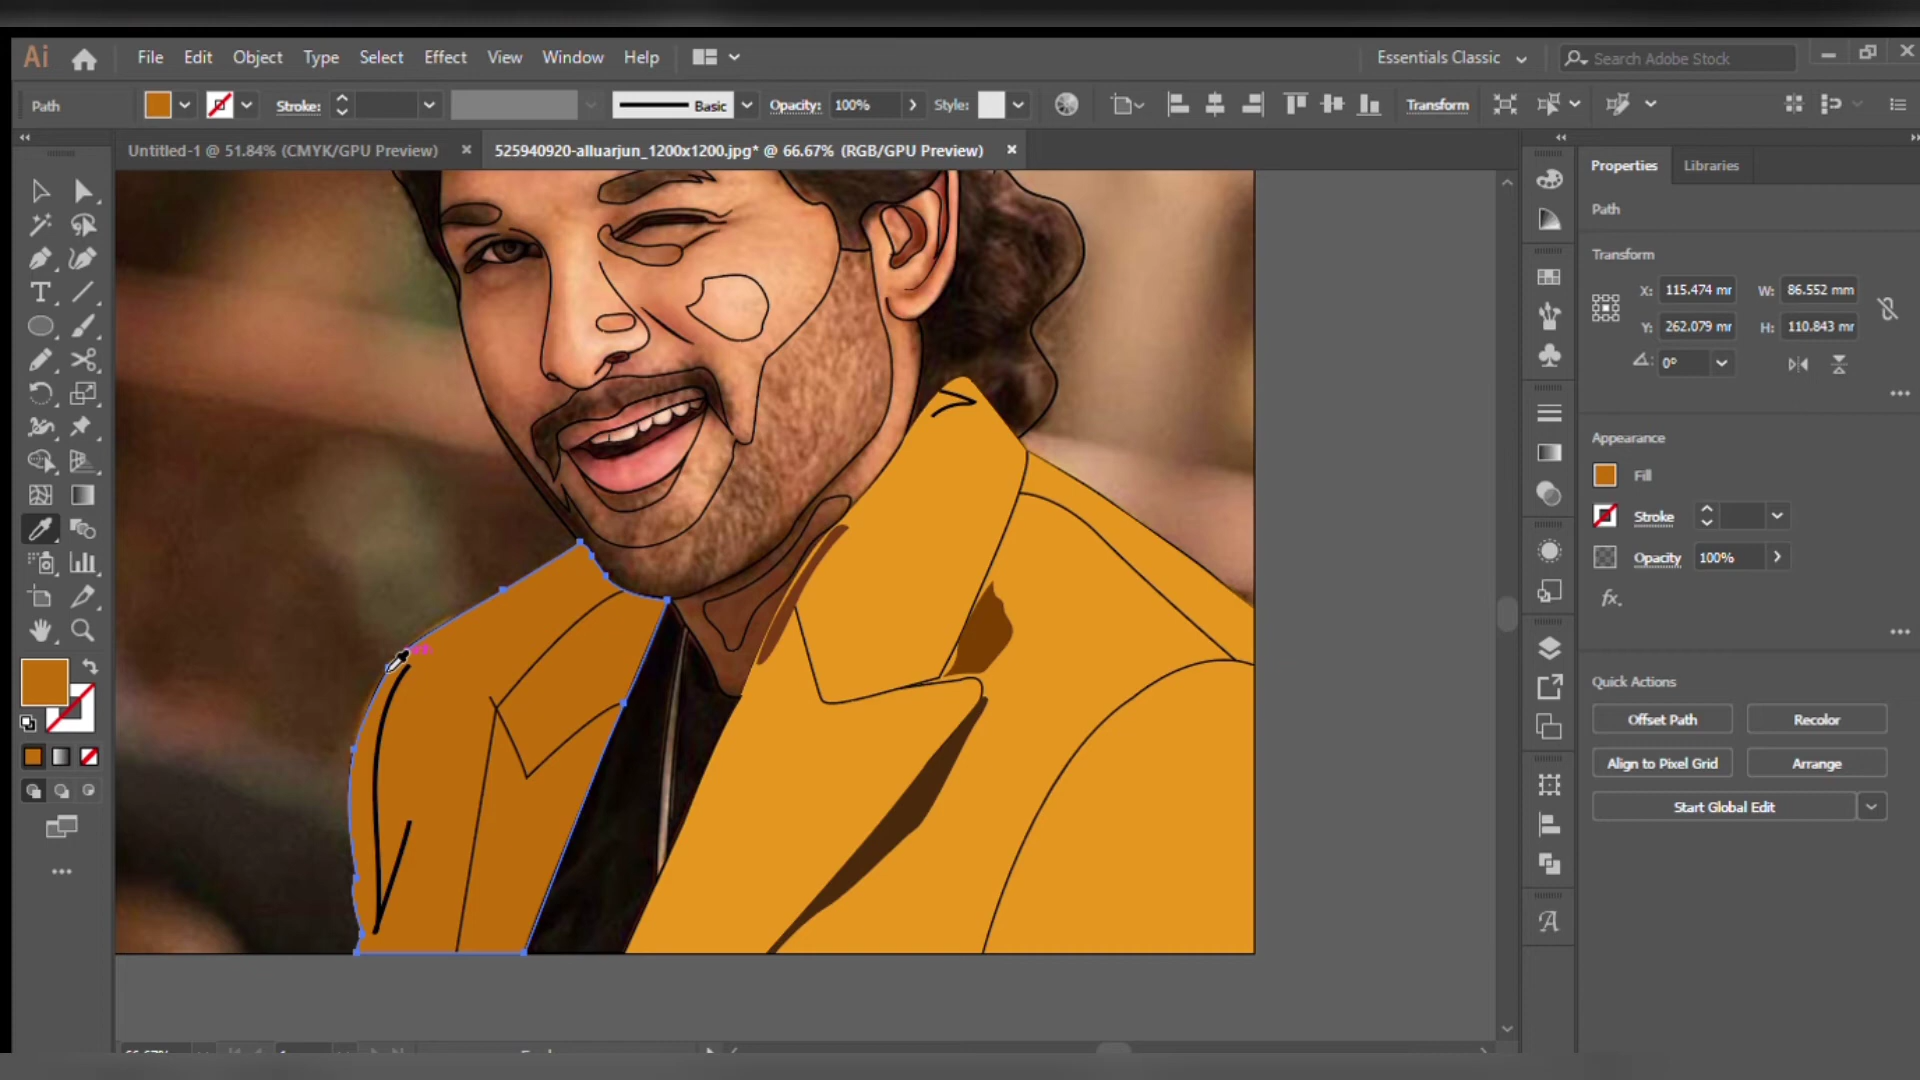 Ai File Edit Object Type Select Effect View Window Help Essentials Classic Search Adobe Stock
Path Stroke: Basic Opacity: 100% Style: Transform
Untitled-1 @ 51.84% (CMYK/GPU Preview) × 525940920-alluarjun_1200x1200.jpg* @ 66.67% (RGB/GPU Preview) ×
Properties Libraries
Path
Transform
X: 115.474 mr W: 86.552 mm
Y: 262.079 mr H: 110.843 mr
0°
Appearance
Fill
Stroke
Opacity 100%
fx.
Quick Actions
Offset Path Recolor
Align to Pixel Grid Arrange
Start Global Edit